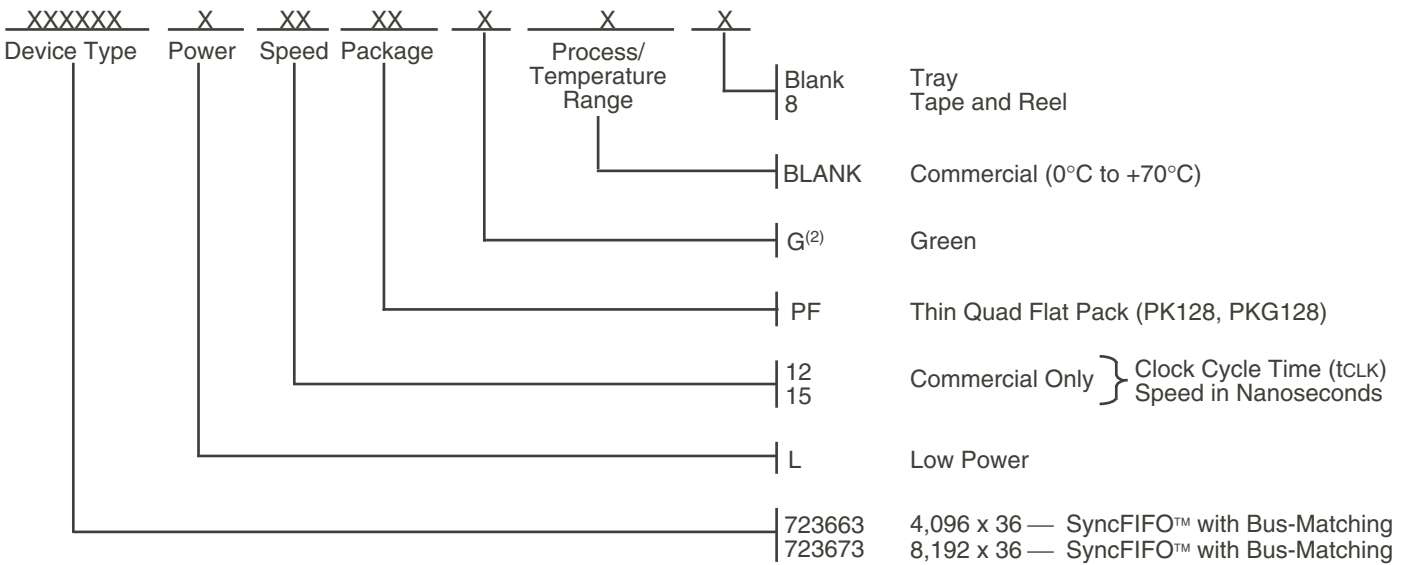 XXXXXX X XX XX X X X
Device Type Power Speed Package Process/
Temperature
Range
Blank Tray
8 Tape and Reel
BLANK Commercial (0°C to +70°C)
G(2) Green
PF Thin Quad Flat Pack (PK128, PKG128)
12
15
Commercial Only
Clock Cycle Time (tCLK)
Speed in Nanoseconds
L Low Power
723663 4,096 x 36 — SyncFIFO™ with Bus-Matching
723673 8,192 x 36 — SyncFIFO™ with Bus-Matching